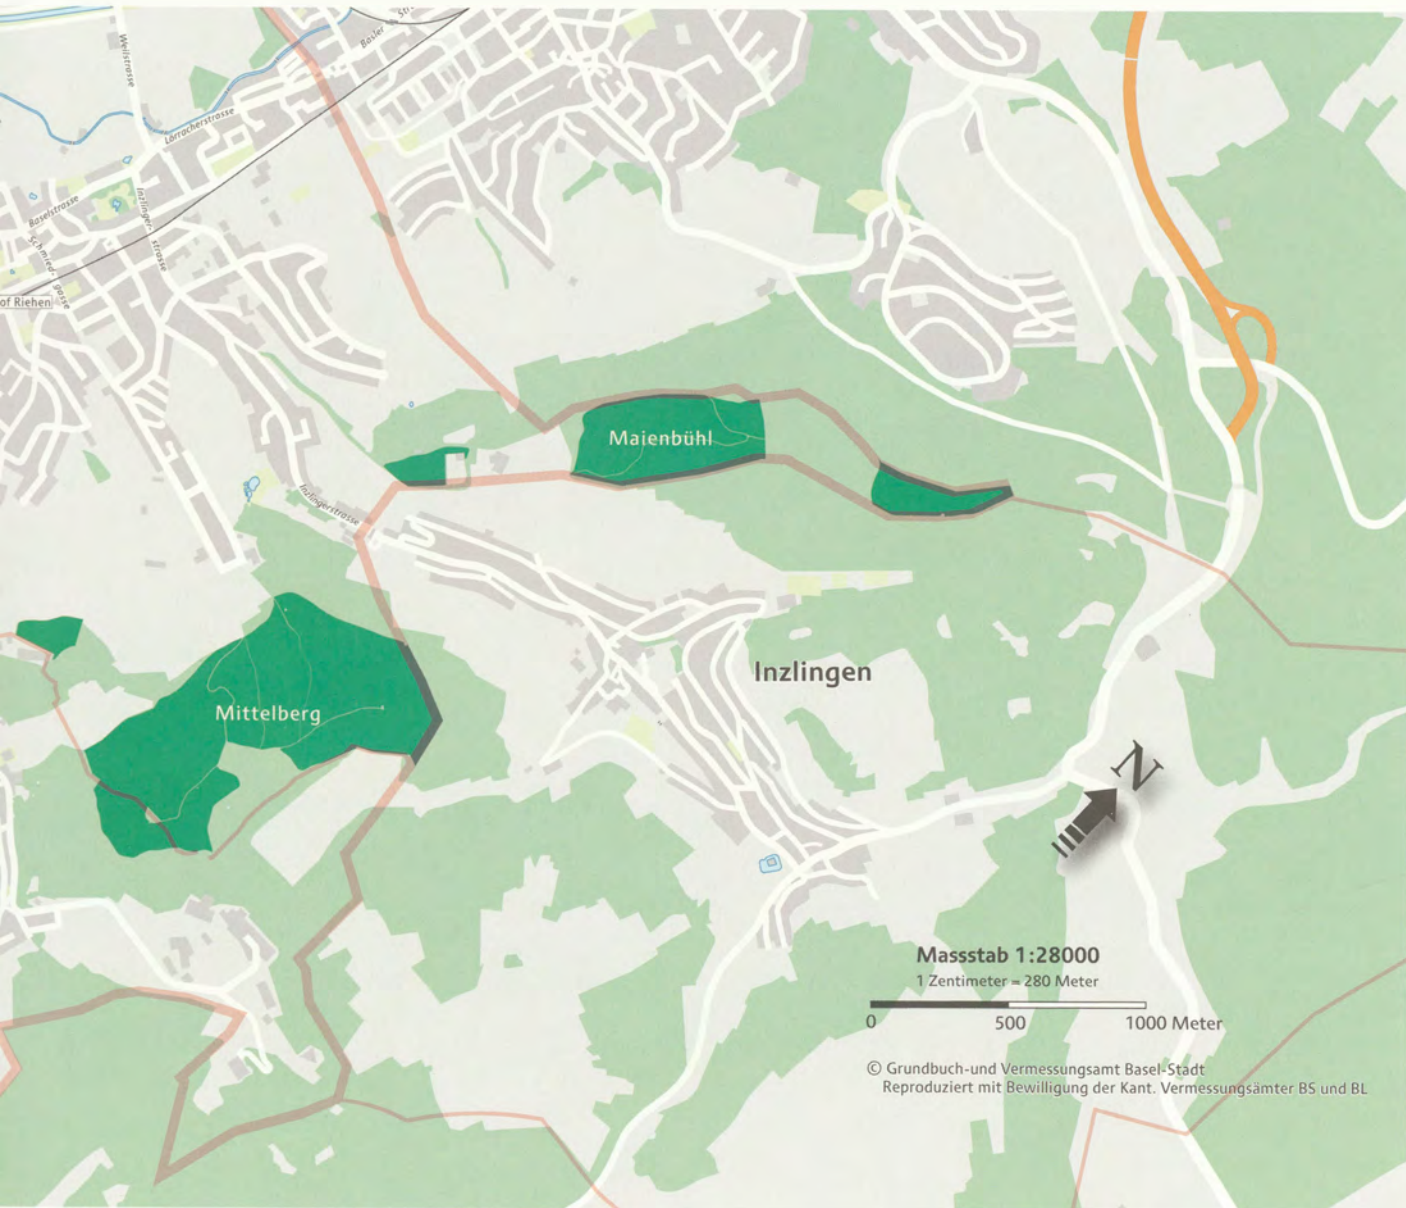 Weilstrasse
Basler Str
Lörracherstrasse
Baselstrasse
Inzlinger-
strasse
Schmied-
gasse
of Riehen
Maienbühl
Inzlingerstrasse
Inzlingen
Mittelberg
N
Massstab 1:28000
1 Zentimeter = 280 Meter
0 500 1000 Meter
© Grundbuch-und Vermessungsamt Basel-Stadt
Reproduziert mit Bewilligung der Kant. Vermessungsämter BS und BL